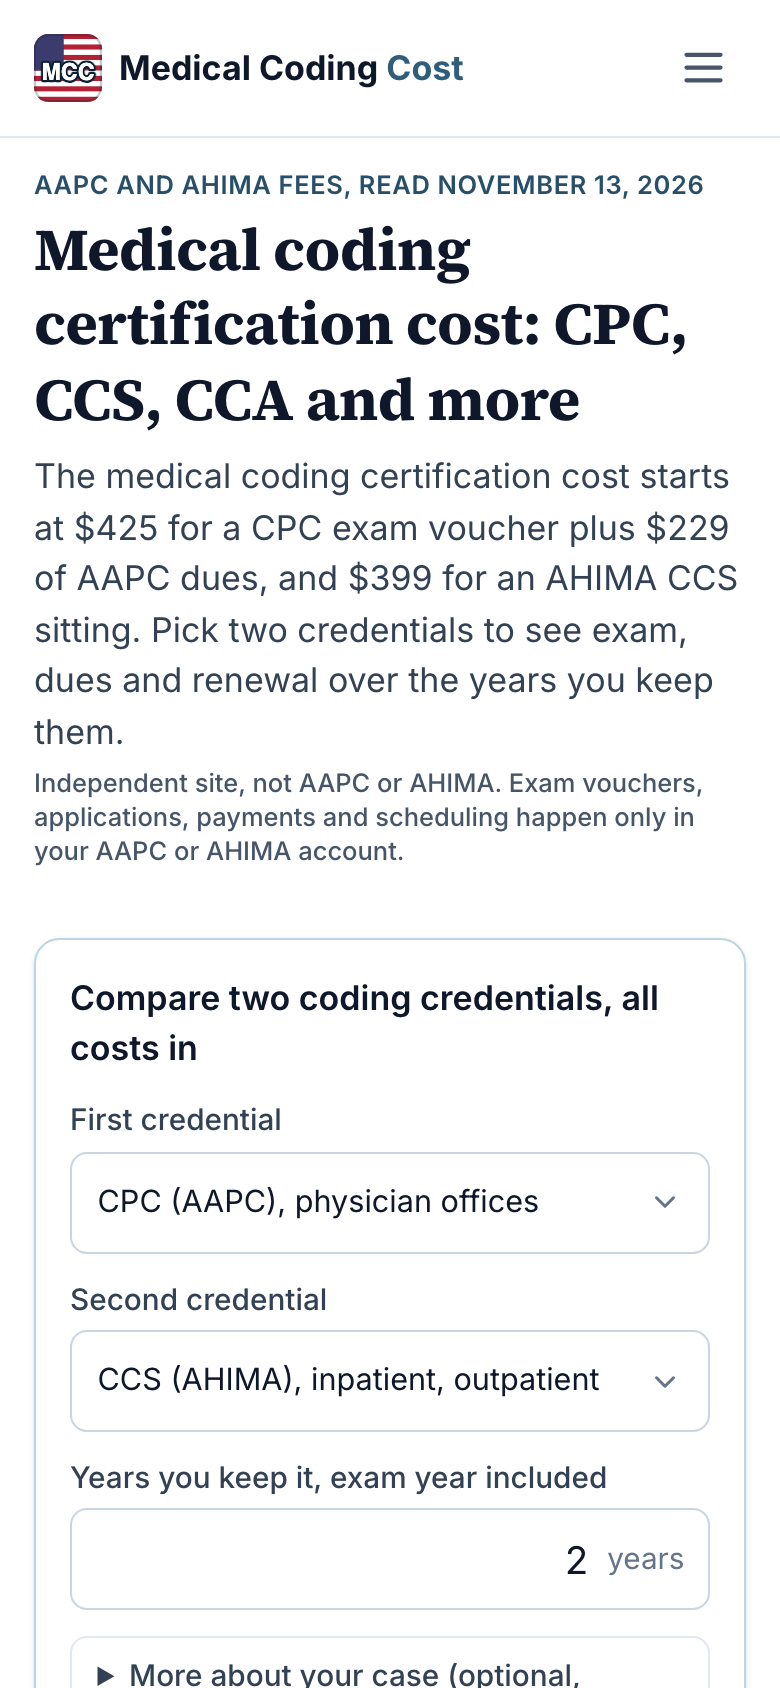 MCC
Medical Coding Cost
AAPC AND AHIMA FEES, READ NOVEMBER 13, 2026
Medical coding
certification cost: CPC,
CCS, CCA and more
The medical coding certification cost starts
at $425 for a CPC exam voucher plus $229
of AAPC dues, and $399 for an AHIMA CCS
sitting. Pick two credentials to see exam,
dues and renewal over the years you keep
them.
Independent site, not AAPC or AHIMA. Exam vouchers,
applications, payments and scheduling happen only in
your AAPC or AHIMA account.
Compare two coding credentials, all
costs in
First credential
CPC (AAPC), physician offices
Second credential
CCS (AHIMA), inpatient, outpatient
Years you keep it, exam year included
2 years
More about your case (optional,